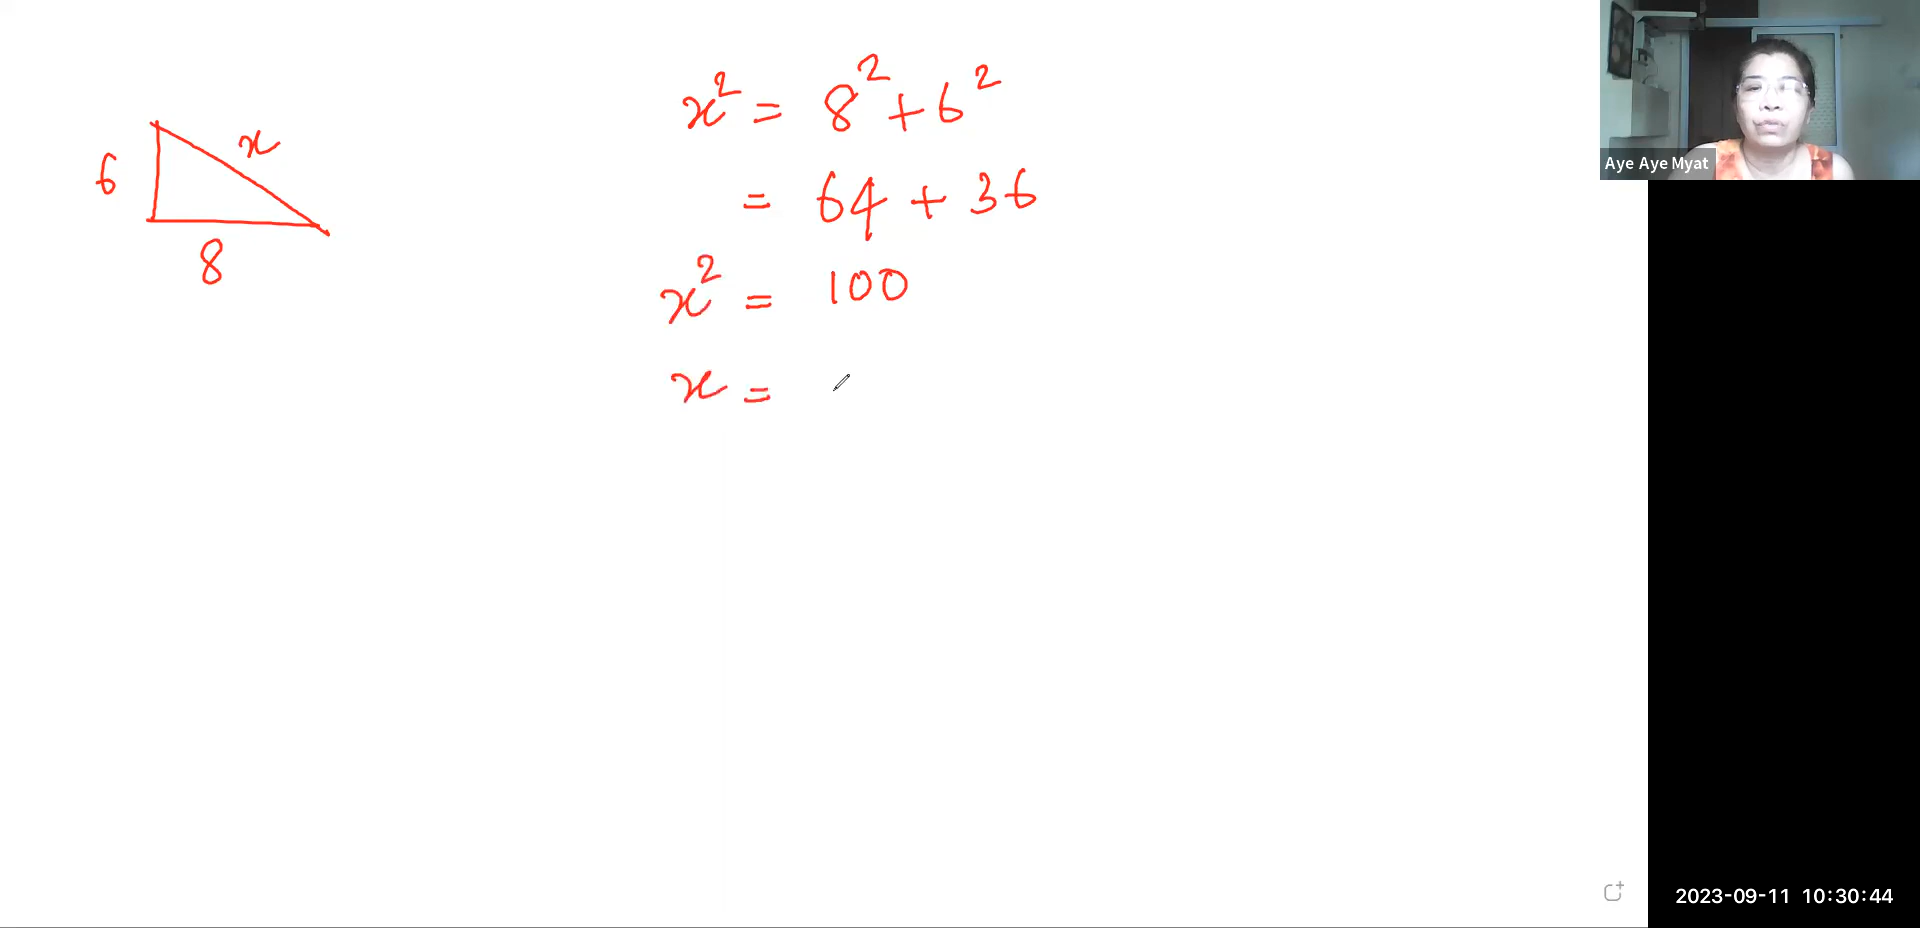 x² = 8² + 6²
6
x
8
= 64 + 36
x² = 100
x =
Aye Aye Myat
2023-09-11 10:30:44